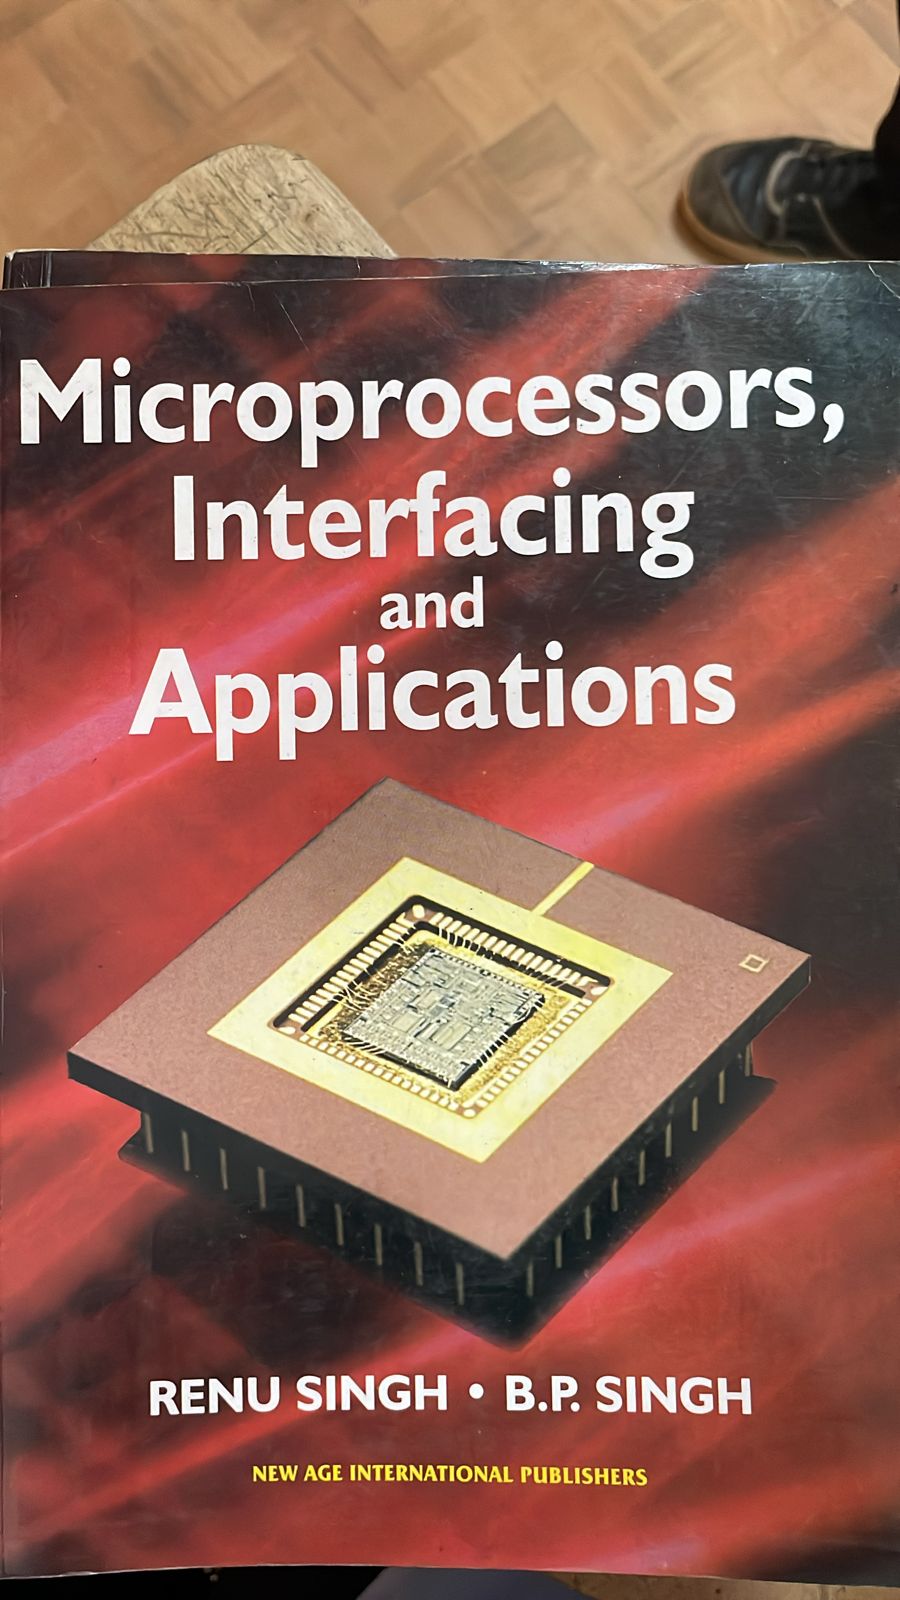 Microprocessors,
Interfacing
and
Applications
RENU SINGH • B.P. SINGH
NEW AGE INTERNATIONAL PUBLISHERS